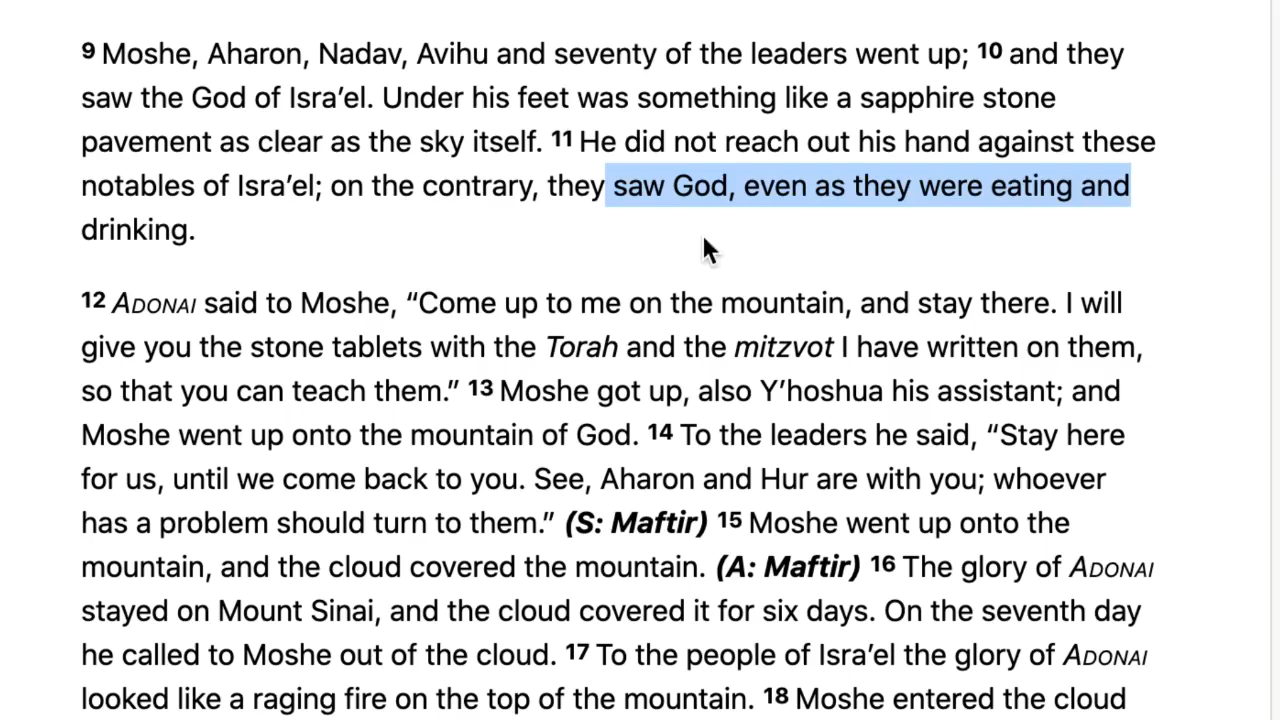 9 Moshe, Aharon, Nadav, Avihu and seventy of the leaders went up; 10 and they
saw the God of Isra’el. Under his feet was something like a sapphire stone
pavement as clear as the sky itself. 11 He did not reach out his hand against these
notables of Isra’el; on the contrary, they saw God, even as they were eating and
drinking.
12 ADONAI said to Moshe, “Come up to me on the mountain, and stay there. I will
give you the stone tablets with the Torah and the mitzvot I have written on them,
so that you can teach them.” 13 Moshe got up, also Y’hoshua his assistant; and
Moshe went up onto the mountain of God. 14 To the leaders he said, “Stay here
for us, until we come back to you. See, Aharon and Hur are with you; whoever
has a problem should turn to them.” (S: Maftir) 15 Moshe went up onto the
mountain, and the cloud covered the mountain. (A: Maftir) 16 The glory of ADONAI
stayed on Mount Sinai, and the cloud covered it for six days. On the seventh day
he called to Moshe out of the cloud. 17 To the people of Isra’el the glory of ADONAI
looked like a raging fire on the top of the mountain. 18 Moshe entered the cloud